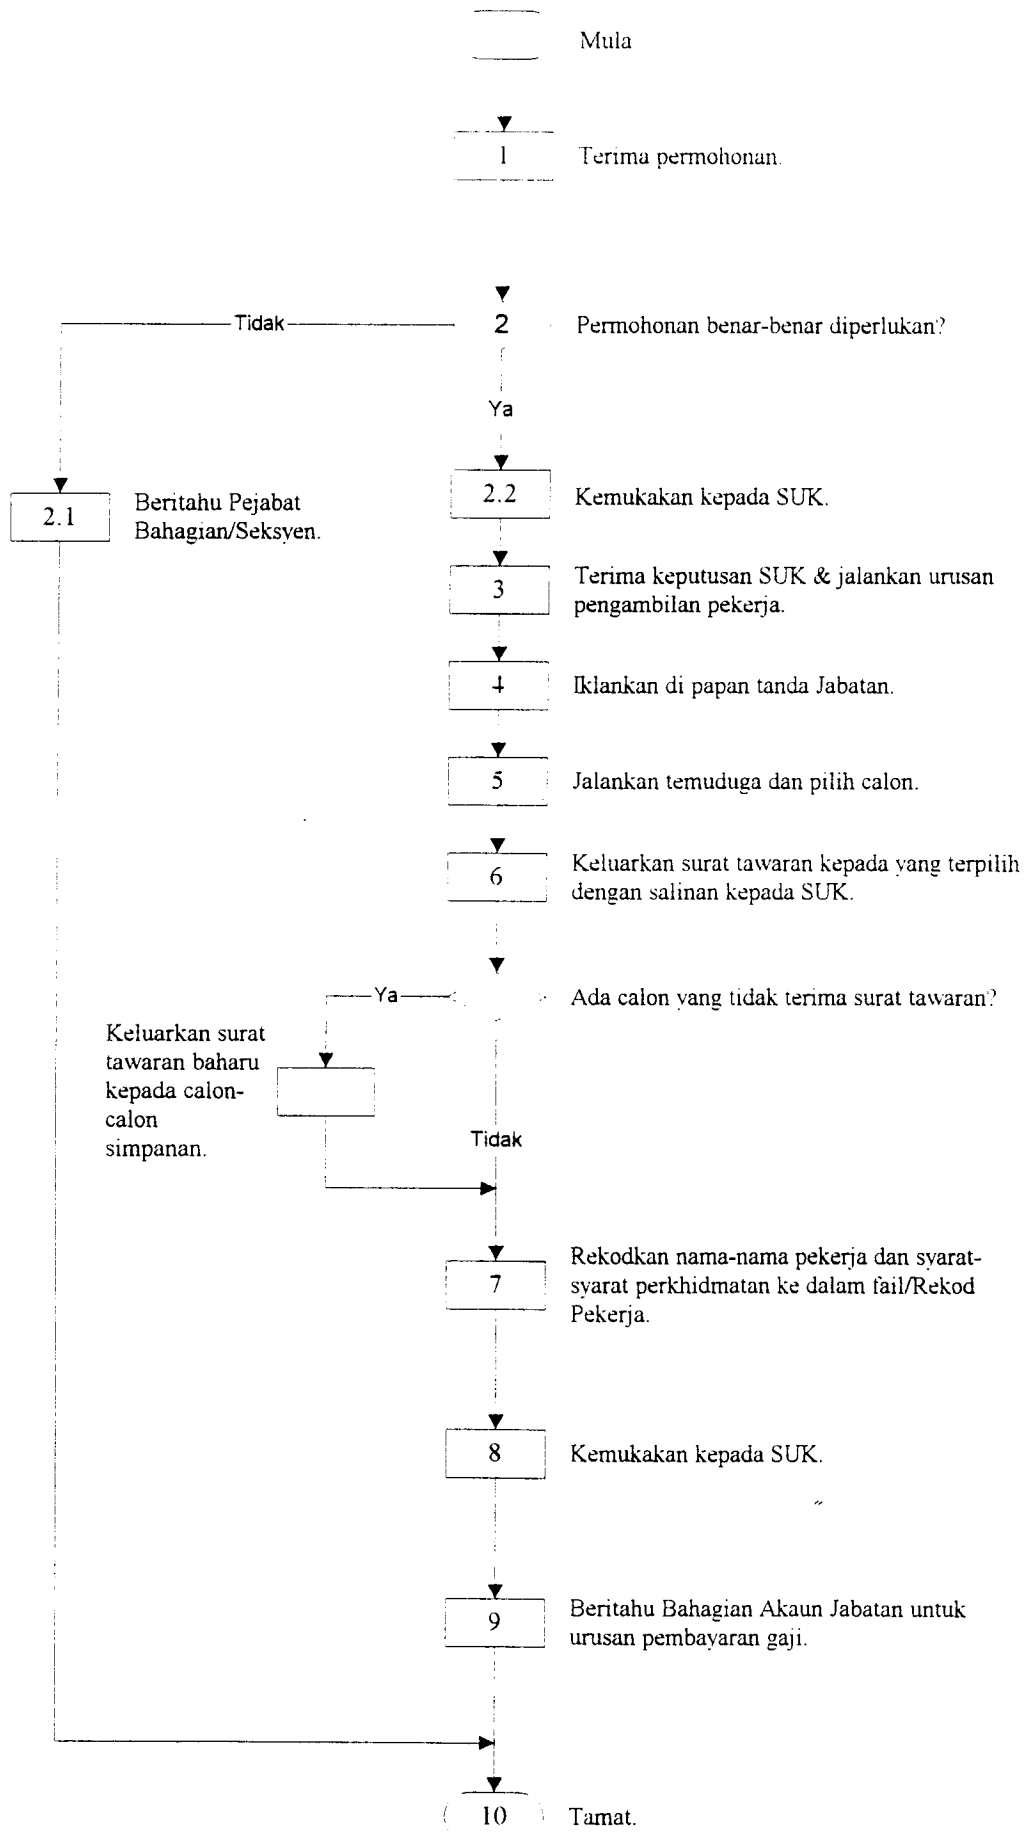 Mula
1
Terima permohonan.
Tidak
2
Permohonan benar-benar diperlukan?
Ya
2.1
Beritahu Pejabat
Bahagian/Seksyen.
2.2
Kemukakan kepada SUK.
3
Terima keputusan SUK & jalankan urusan
pengambilan pekerja.
4
Iklankan di papan tanda Jabatan.
5
Jalankan temuduga dan pilih calon.
6
Keluarkan surat tawaran kepada yang terpilih
dengan salinan kepada SUK.
Ya
Ada calon yang tidak terima surat tawaran?
Keluarkan surat
tawaran baharu
kepada calon-
calon
simpanan.
Tidak
7
Rekodkan nama-nama pekerja dan syarat-
syarat perkhidmatan ke dalam fail/Rekod
Pekerja.
8
Kemukakan kepada SUK.
9
Beritahu Bahagian Akaun Jabatan untuk
urusan pembayaran gaji.
10
Tamat.